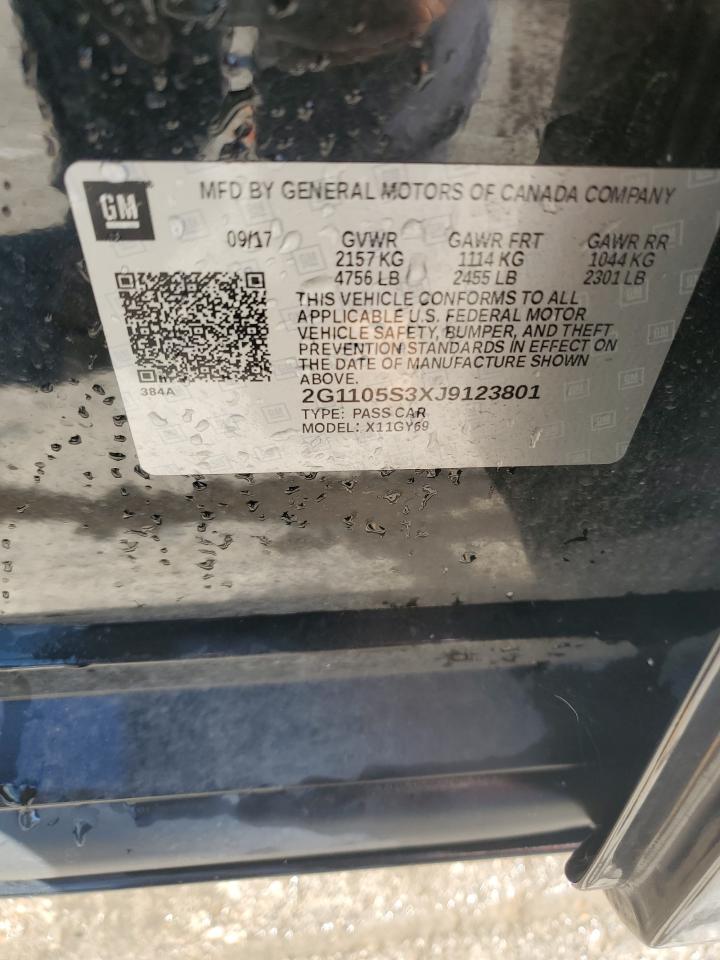 GM
MFD BY GENERAL MOTORS OF CANADA COMPANY
09/17 GVWR GAWR FRT GAWR RR
2157 KG 1114 KG 1044 KG
4756 LB 2455 LB 2301 LB
THIS VEHICLE CONFORMS TO ALL
APPLICABLE U.S. FEDERAL MOTOR
VEHICLE SAFETY, BUMPER, AND THEFT
PREVENTION STANDARDS IN EFFECT ON
THE DATE OF MANUFACTURE SHOWN
ABOVE.
384A
2G1105S3XJ9123801
TYPE: PASS CAR
MODEL: X11GY69